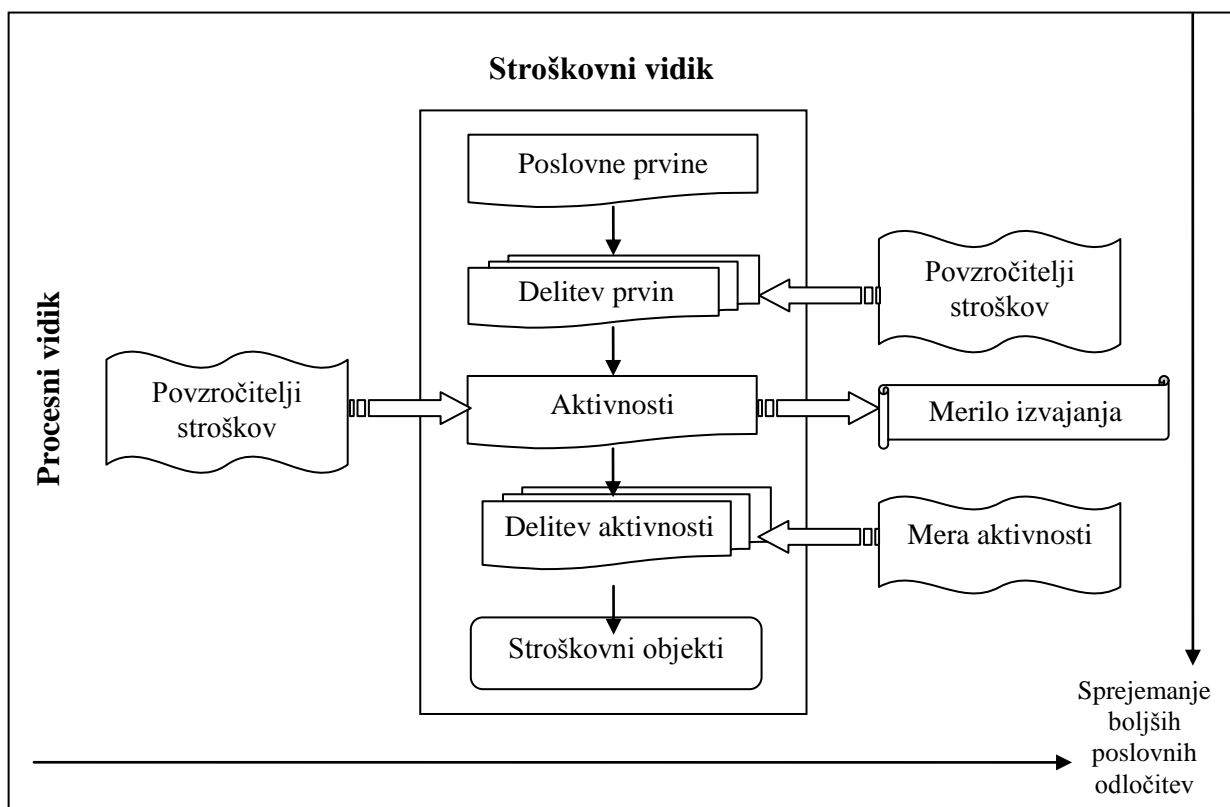 Stroškovni vidik
Poslovne prvine
Delitev prvin
Povzročitelji
stroškov
Procesni vidik
Povzročitelji
stroškov
Aktivnosti
Merilo izvajanja
Delitev aktivnosti
Mera aktivnosti
Stroškovni objekti
Sprejemanje
boljših
poslovnih
odločitev